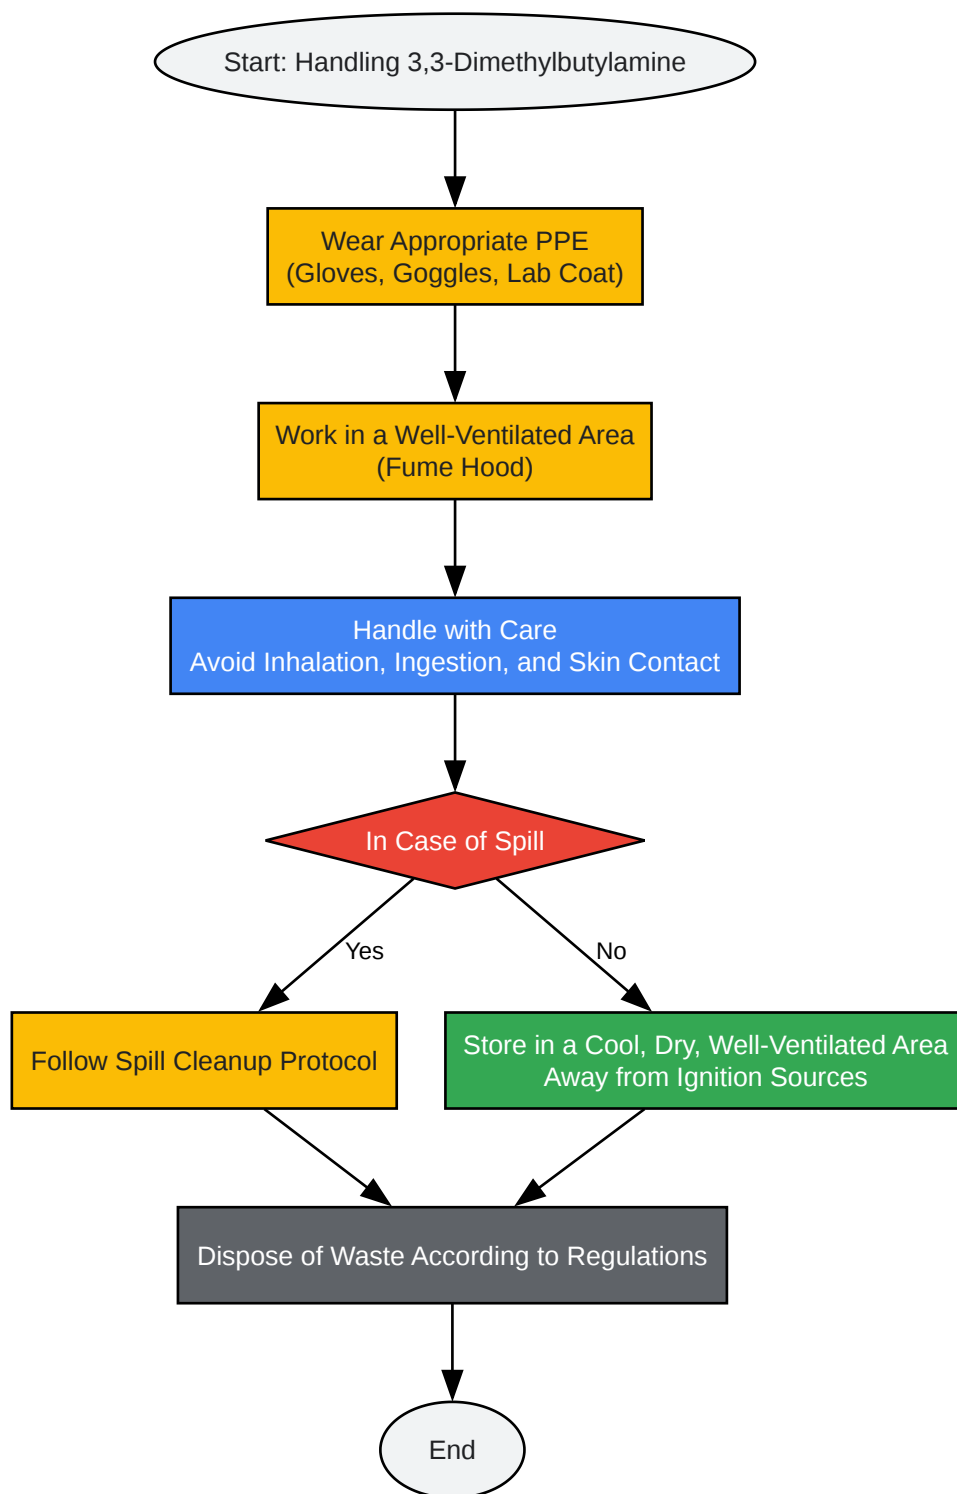 Start: Handling 3,3-Dimethylbutylamine
Wear Appropriate PPE
(Gloves, Goggles, Lab Coat)
Work in a Well-Ventilated Area
(Fume Hood)
Handle with Care
Avoid Inhalation, Ingestion, and Skin Contact
In Case of Spill
Yes
No
Follow Spill Cleanup Protocol
Store in a Cool, Dry, Well-Ventilated Area
Away from Ignition Sources
Dispose of Waste According to Regulations
End